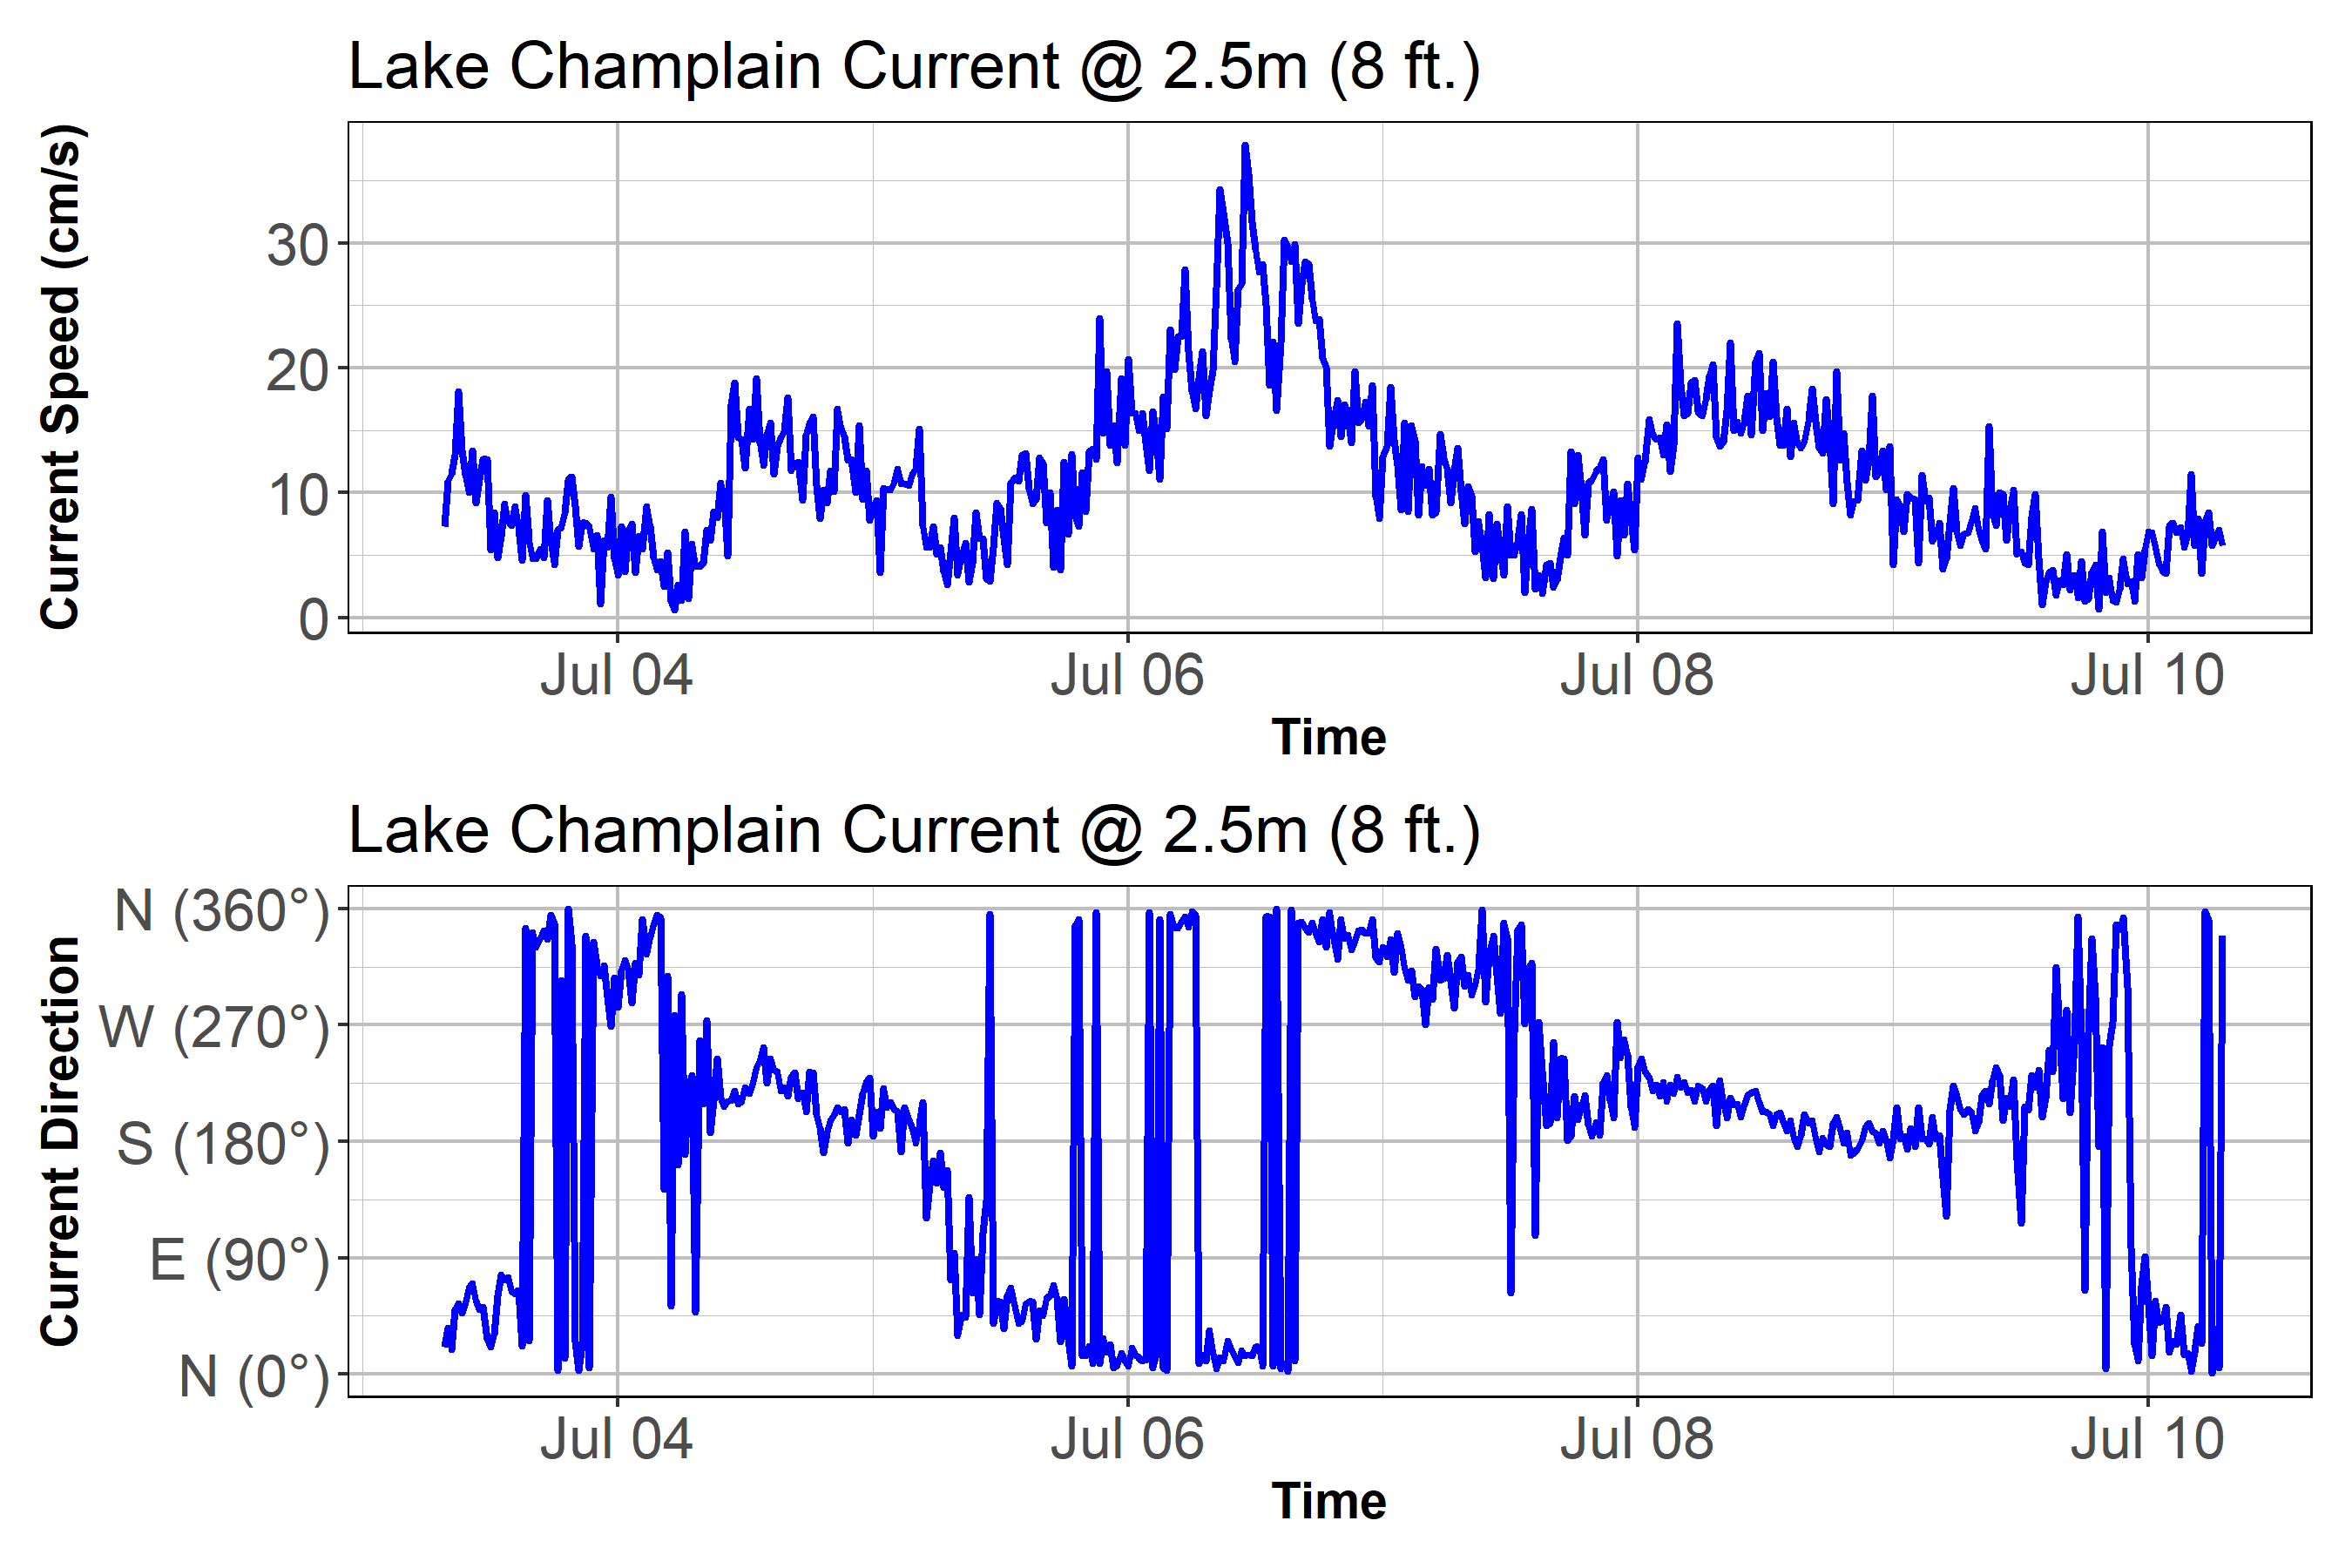 Lake Champlain Current @ 2.5m (8 ft.)
Current Speed (cm/s)
30
20
10
0
Jul 04 Jul 06 Jul 08 Jul 10
Time
Lake Champlain Current @ 2.5m (8 ft.)
Current Direction
N (360°)
W (270°)
S (180°)
E (90°)
N (0°)
Jul 04 Jul 06 Jul 08 Jul 10
Time